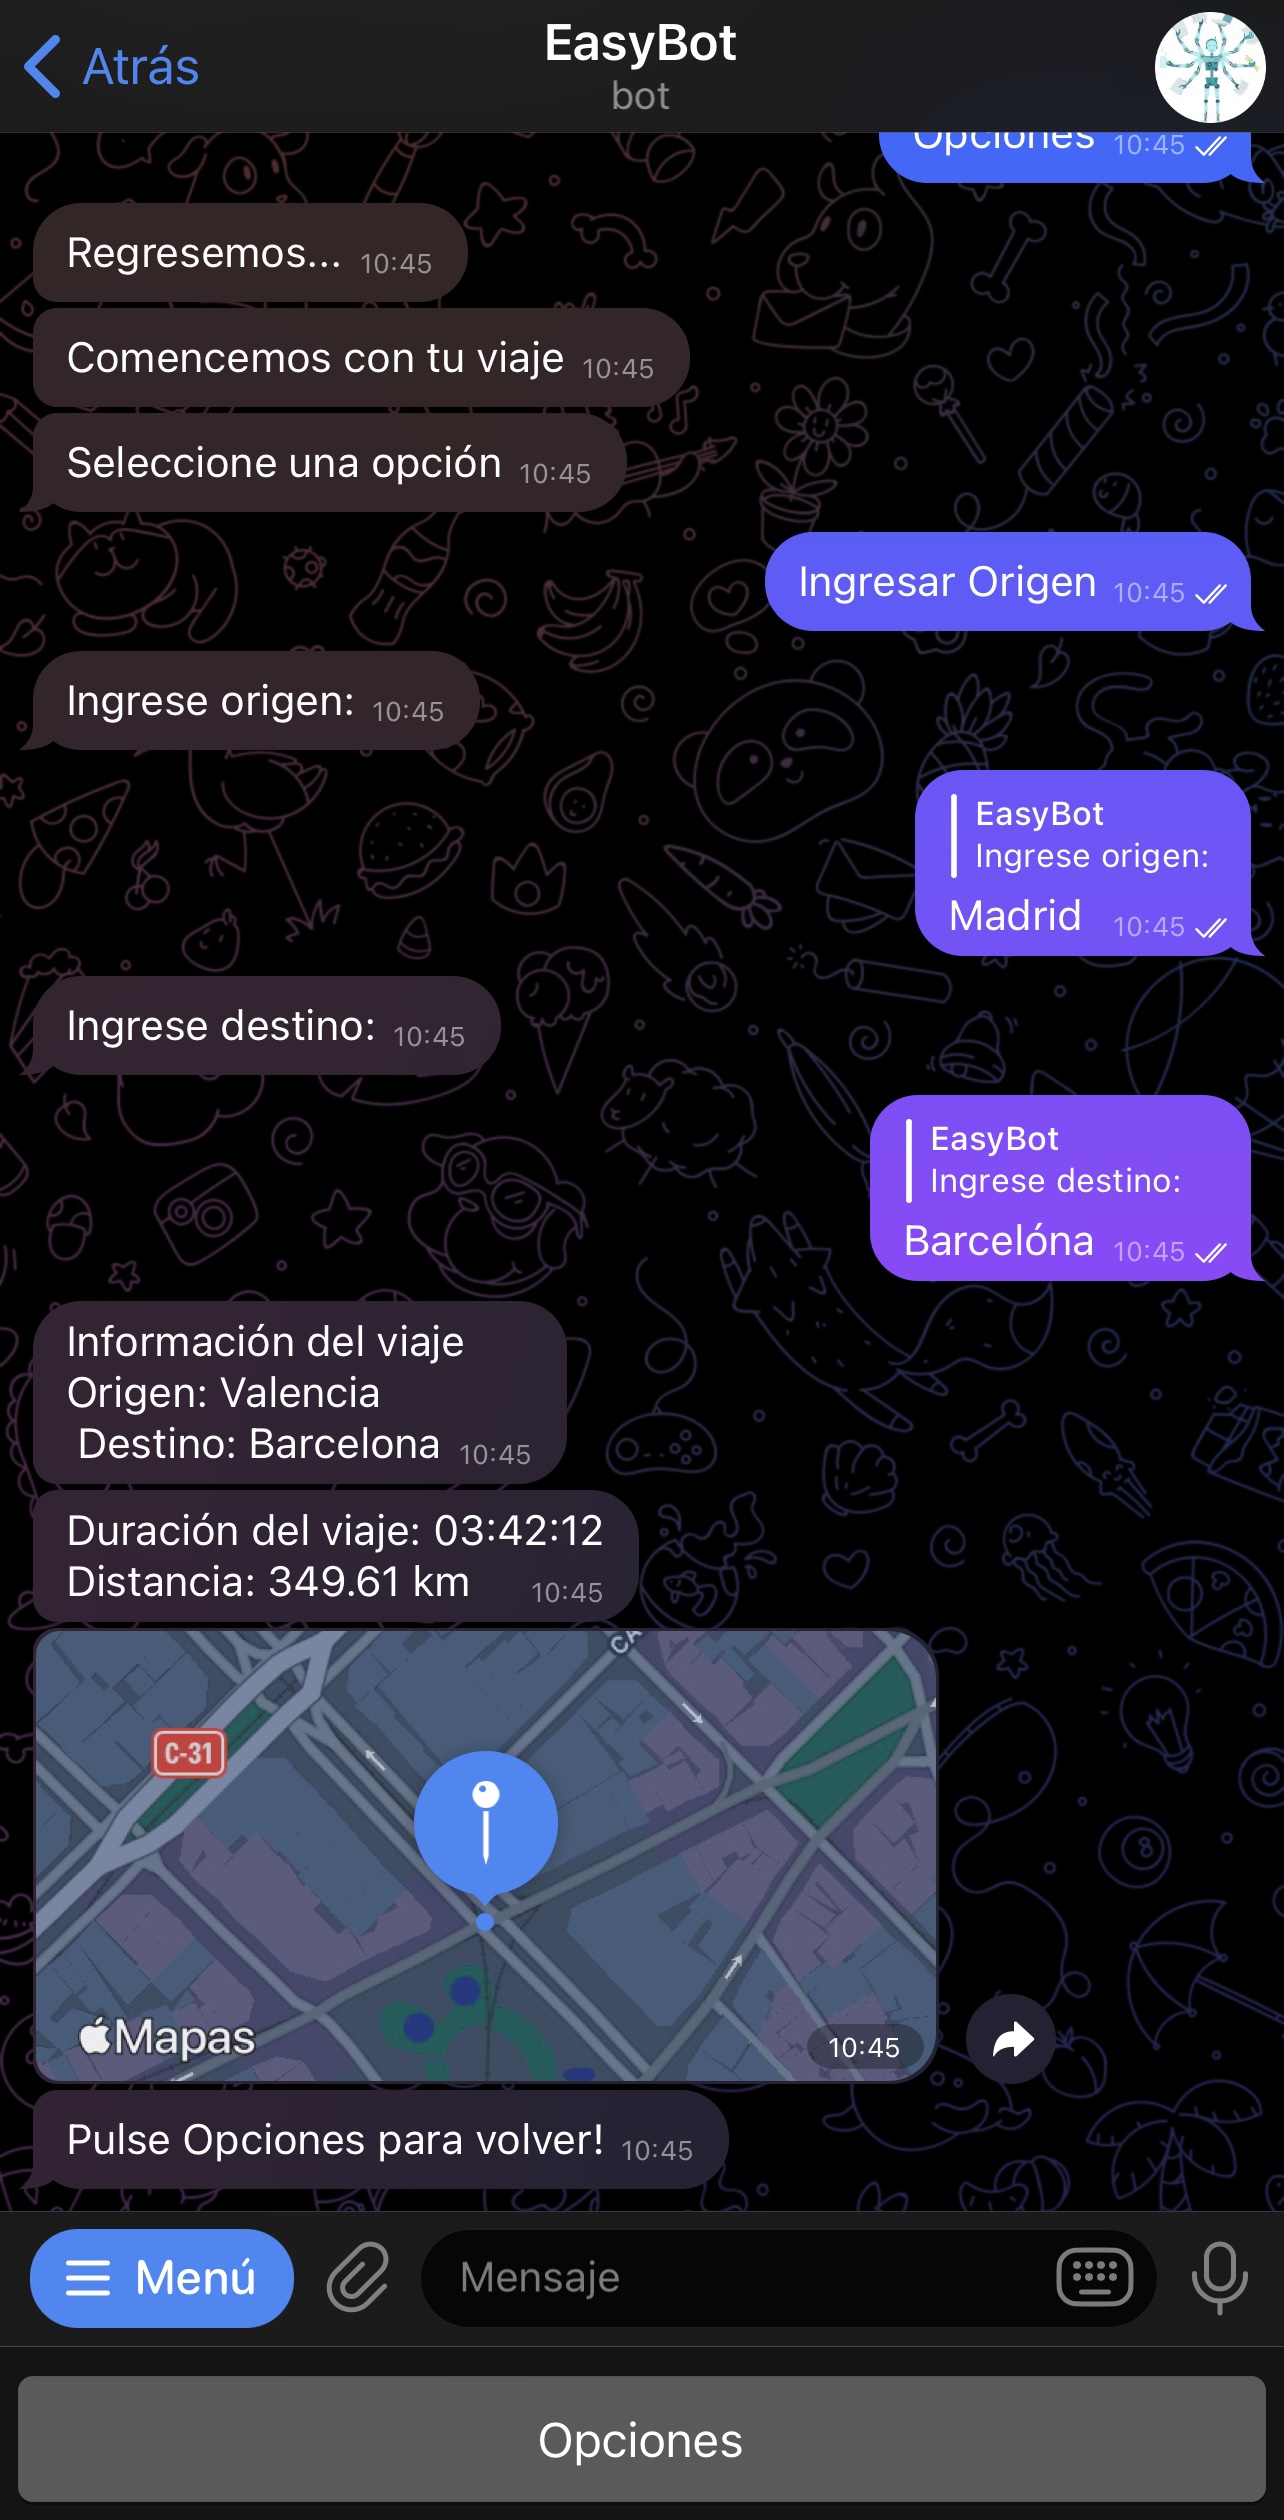 Atrás
EasyBot
bot
Opciones 10:45
Regresemos... 10:45
Comencemos con tu viaje 10:45
Seleccione una opción 10:45
Ingresar Origen 10:45
Ingrese origen: 10:45
EasyBot
Ingrese origen:
Madrid 10:45
Ingrese destino: 10:45
EasyBot
Ingrese destino:
Barcelóna 10:45
Información del viaje
Origen: Valencia
Destino: Barcelona 10:45
Duración del viaje: 03:42:12
Distancia: 349.61 km 10:45
CA
C-31
Mapas
10:45
Pulse Opciones para volver! 10:45
Menú
Mensaje
Opciones